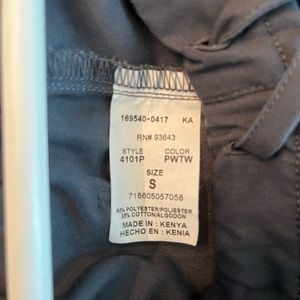 169540-0417 KA
RN# 93643
STYLE COLOR
4101P PWTW
SIZE
S
716605057058
65% POLYESTER/POLIESTER
35% COTTON/ALGODON
MADE IN : KENYA
HECHO EN : KENIA